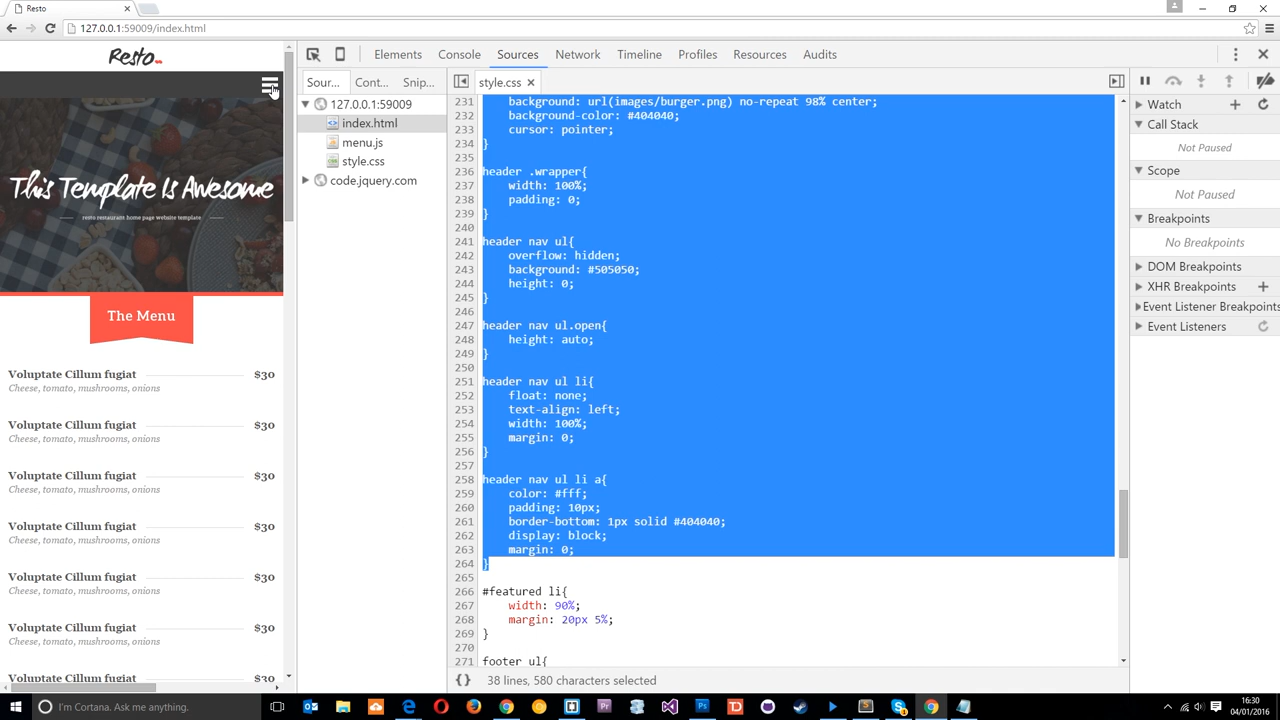 Resto
127.0.0.1:59009/index.html
Resto
This Template Is Awesome
resto restaurant home page website template
The Menu
Voluptate Cillum fugiat $30
Cheese, tomato, mushrooms, onions
Voluptate Cillum fugiat $30
Cheese, tomato, mushrooms, onions
Voluptate Cillum fugiat $30
Cheese, tomato, mushrooms, onions
Voluptate Cillum fugiat $30
Cheese, tomato, mushrooms, onions
Voluptate Cillum fugiat $30
Cheese, tomato, mushrooms, onions
Voluptate Cillum fugiat $30
Cheese, tomato, mushrooms, onions
Voluptate Cillum fugiat $30
Elements Console Sources Network Timeline Profiles Resources Audits
Sour... Cont... Snip...
127.0.0.1:59009
index.html
menu.js
style.css
code.jquery.com
style.css
231 background: url(images/burger.png) no-repeat 98% center;
232 background-color: #404040;
233 cursor: pointer;
234 }
235
236 header .wrapper{
237 width: 100%;
238 padding: 0;
239 }
240
241 header nav ul{
242 overflow: hidden;
243 background: #505050;
244 height: 0;
245 }
246
247 header nav ul.open{
248 height: auto;
249 }
250
251 header nav ul li{
252 float: none;
253 text-align: left;
254 width: 100%;
255 margin: 0;
256 }
257
258 header nav ul li a{
259 color: #fff;
260 padding: 10px;
261 border-bottom: 1px solid #404040;
262 display: block;
263 margin: 0;
264 }
265
266 #featured li{
267 width: 90%;
268 margin: 20px 5%;
269 }
270
271 footer ul{
{} 38 lines, 580 characters selected
Watch
Call Stack
Not Paused
Scope
Not Paused
Breakpoints
No Breakpoints
DOM Breakpoints
XHR Breakpoints
Event Listener Breakpoints
Event Listeners
I'm Cortana. Ask me anything.
16:30
04/01/2016